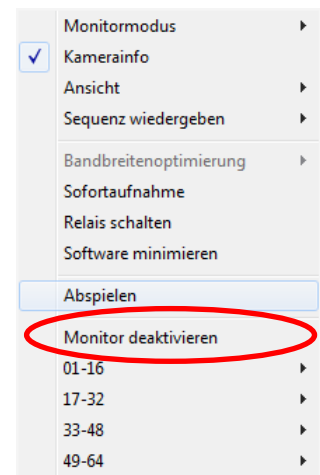 Monitormodus
Kamerainfo
Ansicht
Sequenz wiedergeben
Bandbreitenoptimierung
Sofortaufnahme
Relais schalten
Software minimieren
Abspielen
Monitor deaktivieren
01-16
17-32
33-48
49-64